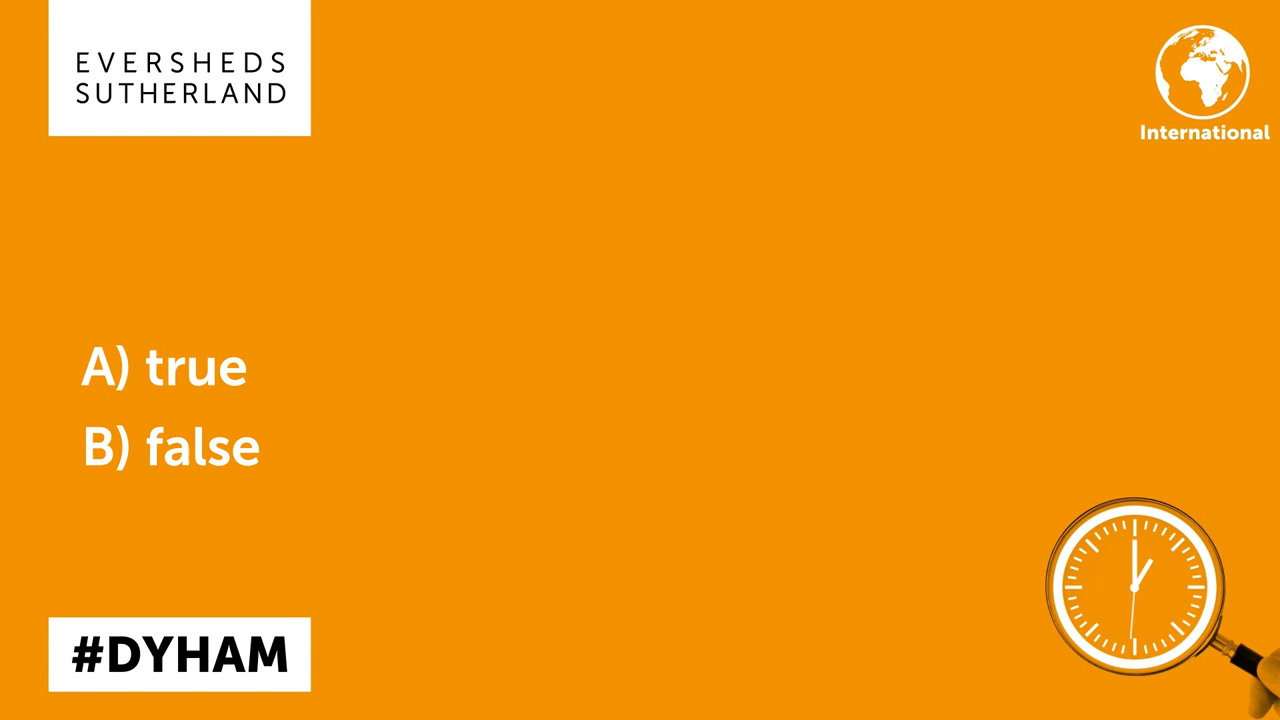 EVERSHEDS
SUTHERLAND
International
A) true
B) false
#DYHAM